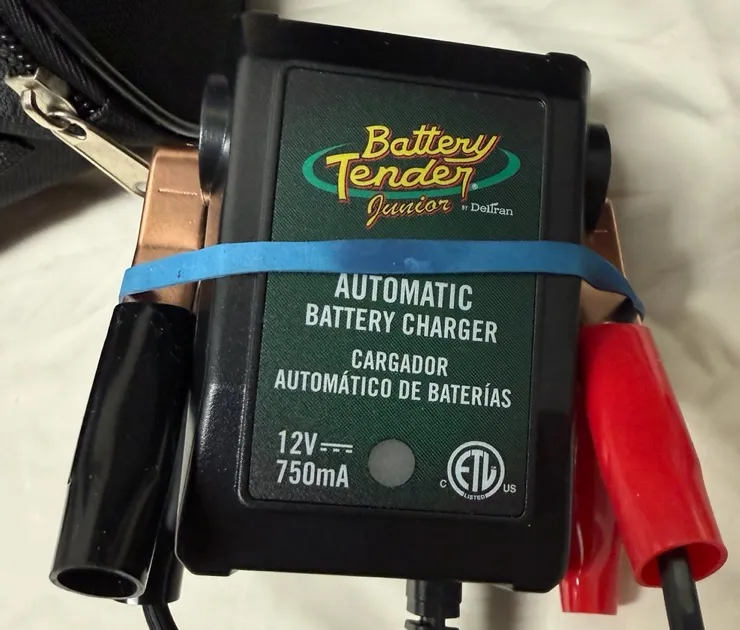 Battery
Tender®
Junior BY Deltran
AUTOMATIC
BATTERY CHARGER
CARGADOR
AUTOMÁTICO DE BATERÍAS
12V
750mA
C ETL US
LISTED